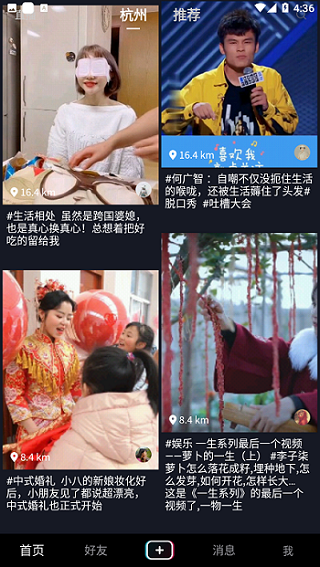 4:36
杭州
推荐
16.4 km
#生活相处 虽然是跨国婆媳，
也是真心换真心！总想着把好
吃的留给我
喜欢我
16.4 km
#何广智 ：自嘲不仅没扼住生活
的喉咙，还被生活薅住了头发#
脱口秀 #吐槽大会
8.4 km
#中式婚礼 小八的新娘妆化好
后，小朋友见了都说超漂亮，
中式婚礼也正式开始
8.4 km
#娱乐 一生系列最后一个视频
——萝卜的一生（上） #李子柒
萝卜怎么落花成籽,埋种地下,怎
么发芽,如何开花,怎样长大…
这是《一生系列》的最后一个
视频了,一物一生
首页
好友
消息
我